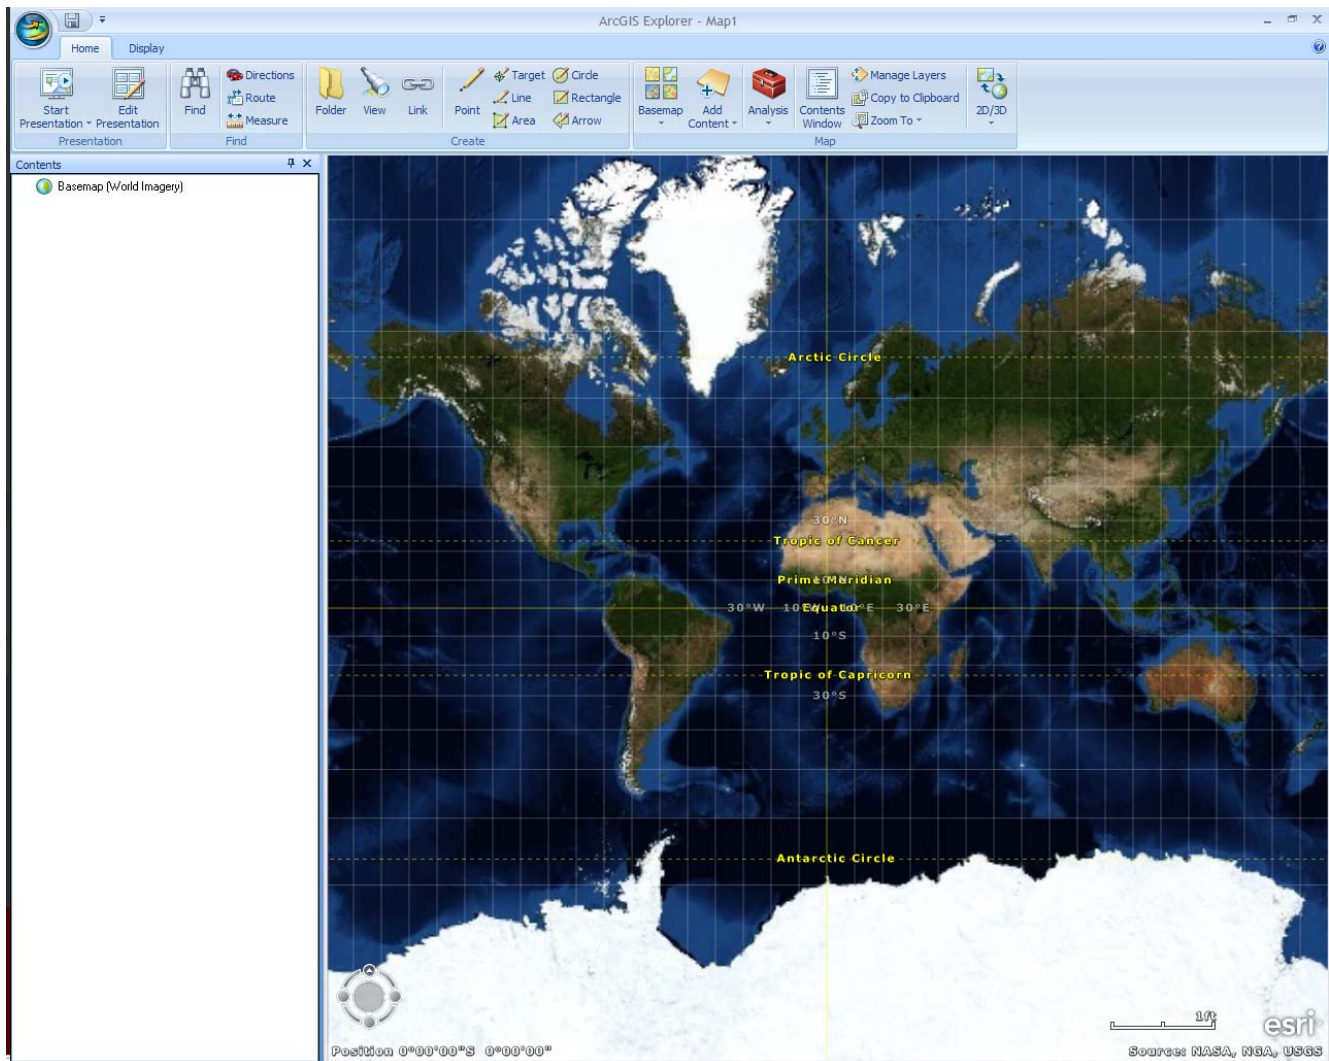 ArcGIS Explorer - Map1
Home Display
Start Presentation
Edit Presentation
Presentation
Find
Directions
Route
Measure
Find
Folder
View
Link
Point
Target
Line
Area
Circle
Rectangle
Arrow
Create
Basemap
Add Content
Analysis
Contents Window
Manage Layers
Copy to Clipboard
Zoom To
Map
2D/3D
Contents
Basemap (World Imagery)
Arctic Circle
30°N
Tropic of Cancer
Prime Meridian
Equator
30°W 10°E 30°E
10°S
Tropic of Capricorn
30°S
Antarctic Circle
1ft
esri
Position 0°00'00"S 0°00'00"
Source: NASA, NGA, USGS